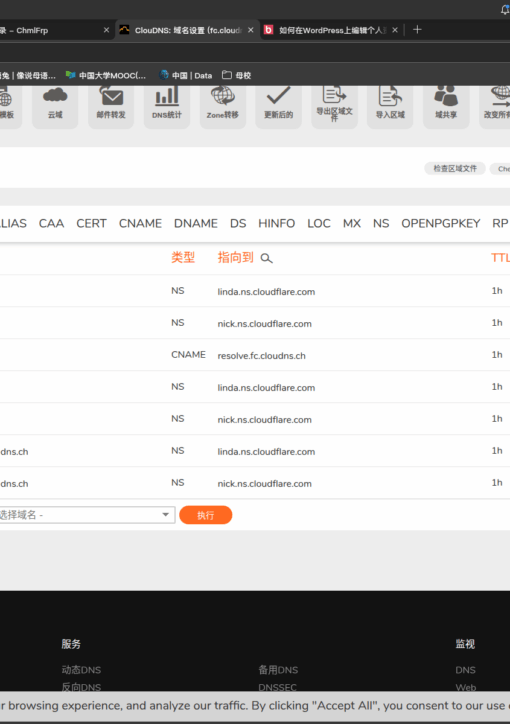 录 – ChmlFrp
ClouDNS: 域名设置 (fc.cloud
如何在WordPress上编辑个人
兔 | 像说母语...
中国大学MOOC(...
中国 | Data
母校
模板
云域
邮件转发
DNS统计
Zone转移
更新后的
导出区域文件
导入区域
域共享
改变所有
检查区域文件
Che
LIAS CAA CERT CNAME DNAME DS HINFO LOC MX NS OPENPGPKEY RP
类型 指向到 TTL
NS linda.ns.cloudflare.com 1h
NS nick.ns.cloudflare.com 1h
CNAME resolve.fc.cloudns.ch 1h
NS linda.ns.cloudflare.com 1h
NS nick.ns.cloudflare.com 1h
dns.ch NS linda.ns.cloudflare.com 1h
dns.ch NS nick.ns.cloudflare.com 1h
选择域名 -
执行
服务 监视
动态DNS 备用DNS DNS
反向DNS DNSSEC Web
r browsing experience, and analyze our traffic. By clicking "Accept All", you consent to our use